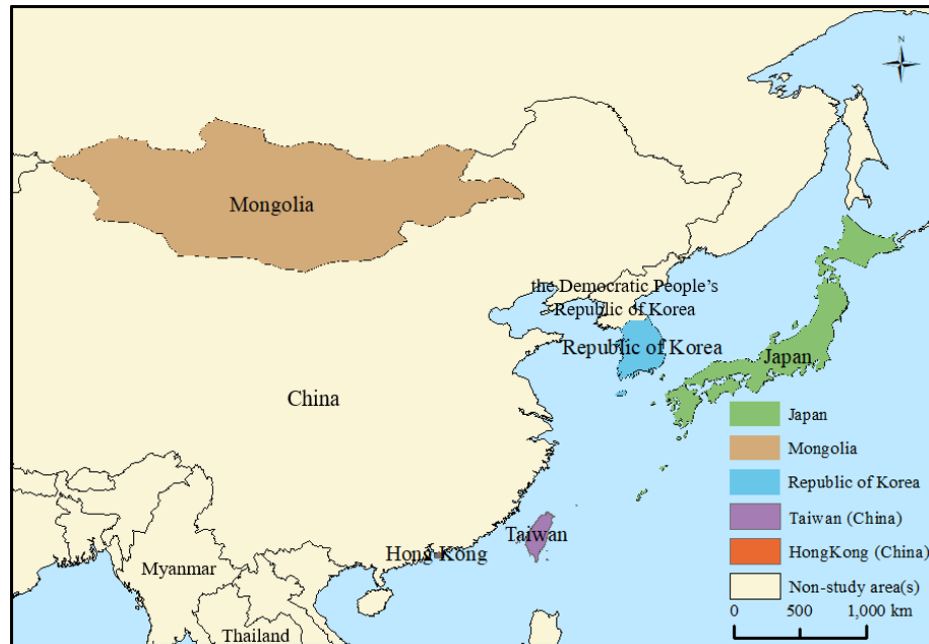 N
Mongolia
the Democratic People's
Republic of Korea
Republic of Korea
Japan
China
Japan
Mongolia
Republic of Korea
Taiwan (China)
HongKong (China)
Non-study area(s)
Taiwan
Hong Kong
Myanmar
Thailand
0 500 1,000 km